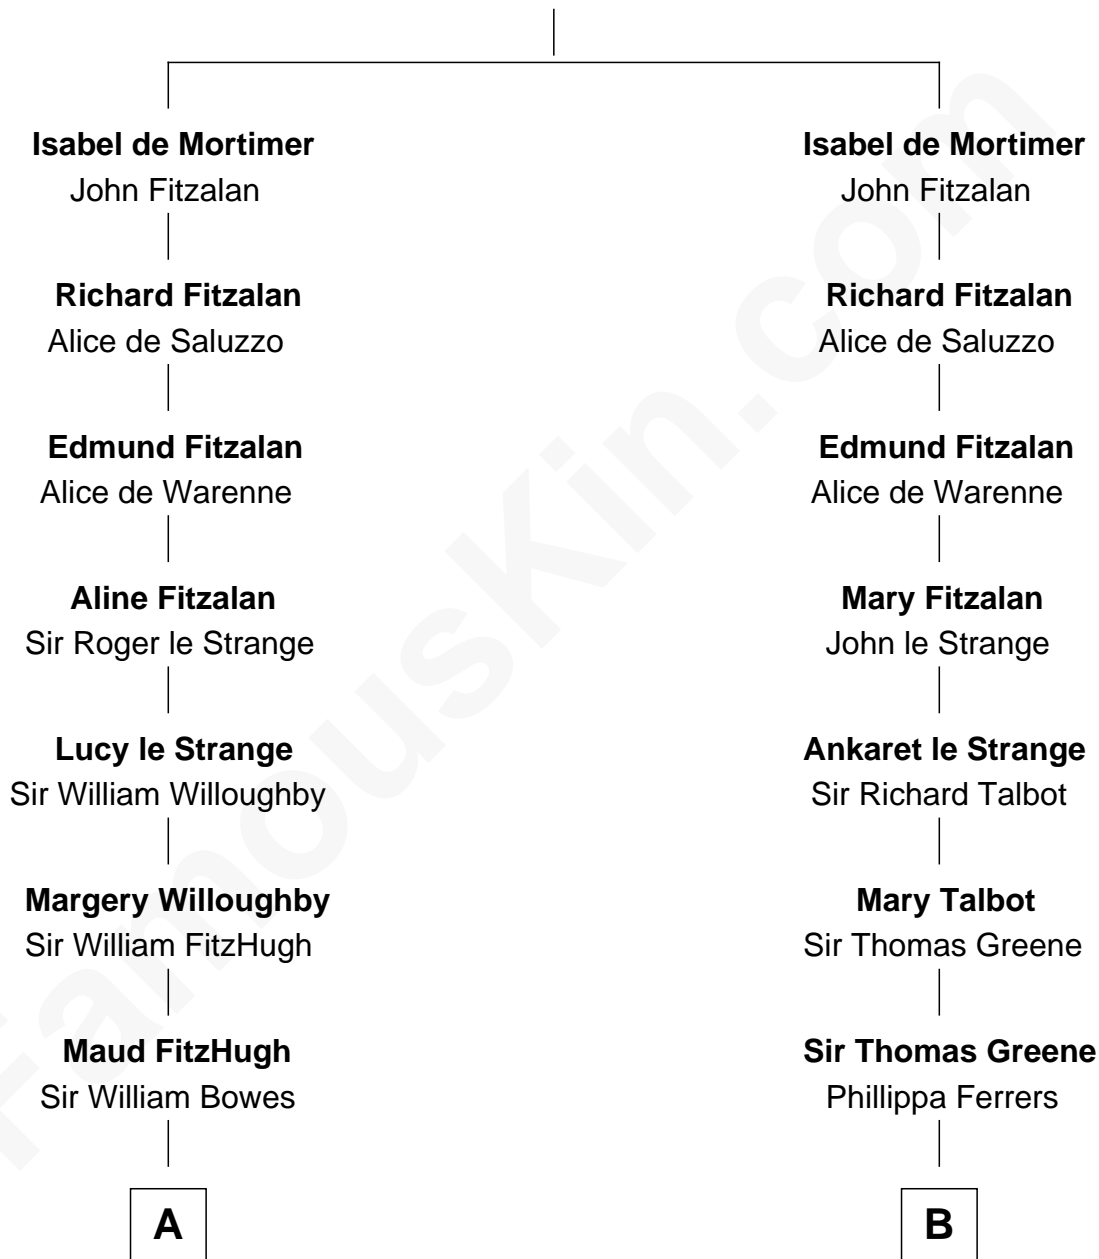 Isabel de Mortimer
John Fitzalan
Richard Fitzalan
Alice de Saluzzo
Edmund Fitzalan
Alice de Warenne
Aline Fitzalan
Sir Roger le Strange
Lucy le Strange
Sir William Willoughby
Margery Willoughby
Sir William FitzHugh
Maud FitzHugh
Sir William Bowes
A
Isabel de Mortimer
John Fitzalan
Richard Fitzalan
Alice de Saluzzo
Edmund Fitzalan
Alice de Warenne
Mary Fitzalan
John le Strange
Ankaret le Strange
Sir Richard Talbot
Mary Talbot
Sir Thomas Greene
Sir Thomas Greene
Phillippa Ferrers
B
FamousKin.com